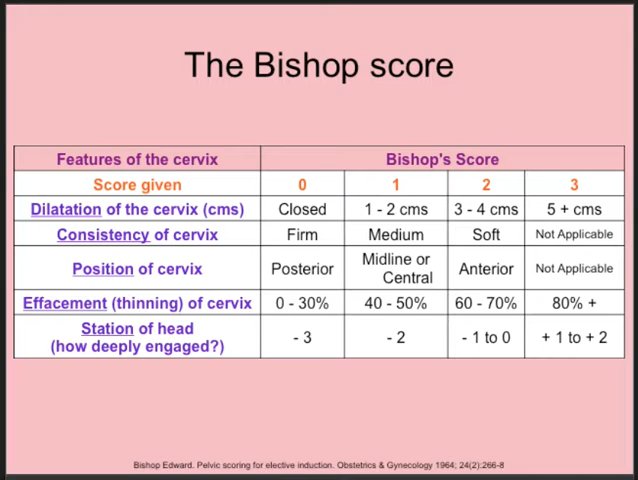 The Bishop score
Features of the cervix Bishop's Score
Score given 0 1 2 3
Dilatation of the cervix (cms) Closed 1 - 2 cms 3 - 4 cms 5 + cms
Consistency of cervix Firm Medium Soft Not Applicable
Position of cervix Posterior Midline or Central Anterior Not Applicable
Effacement (thinning) of cervix 0 - 30% 40 - 50% 60 - 70% 80% +
Station of head
(how deeply engaged?) - 3 - 2 - 1 to 0 + 1 to + 2
Bishop Edward. Pelvic scoring for elective induction. Obstetrics & Gynecology 1964; 24(2):266-8